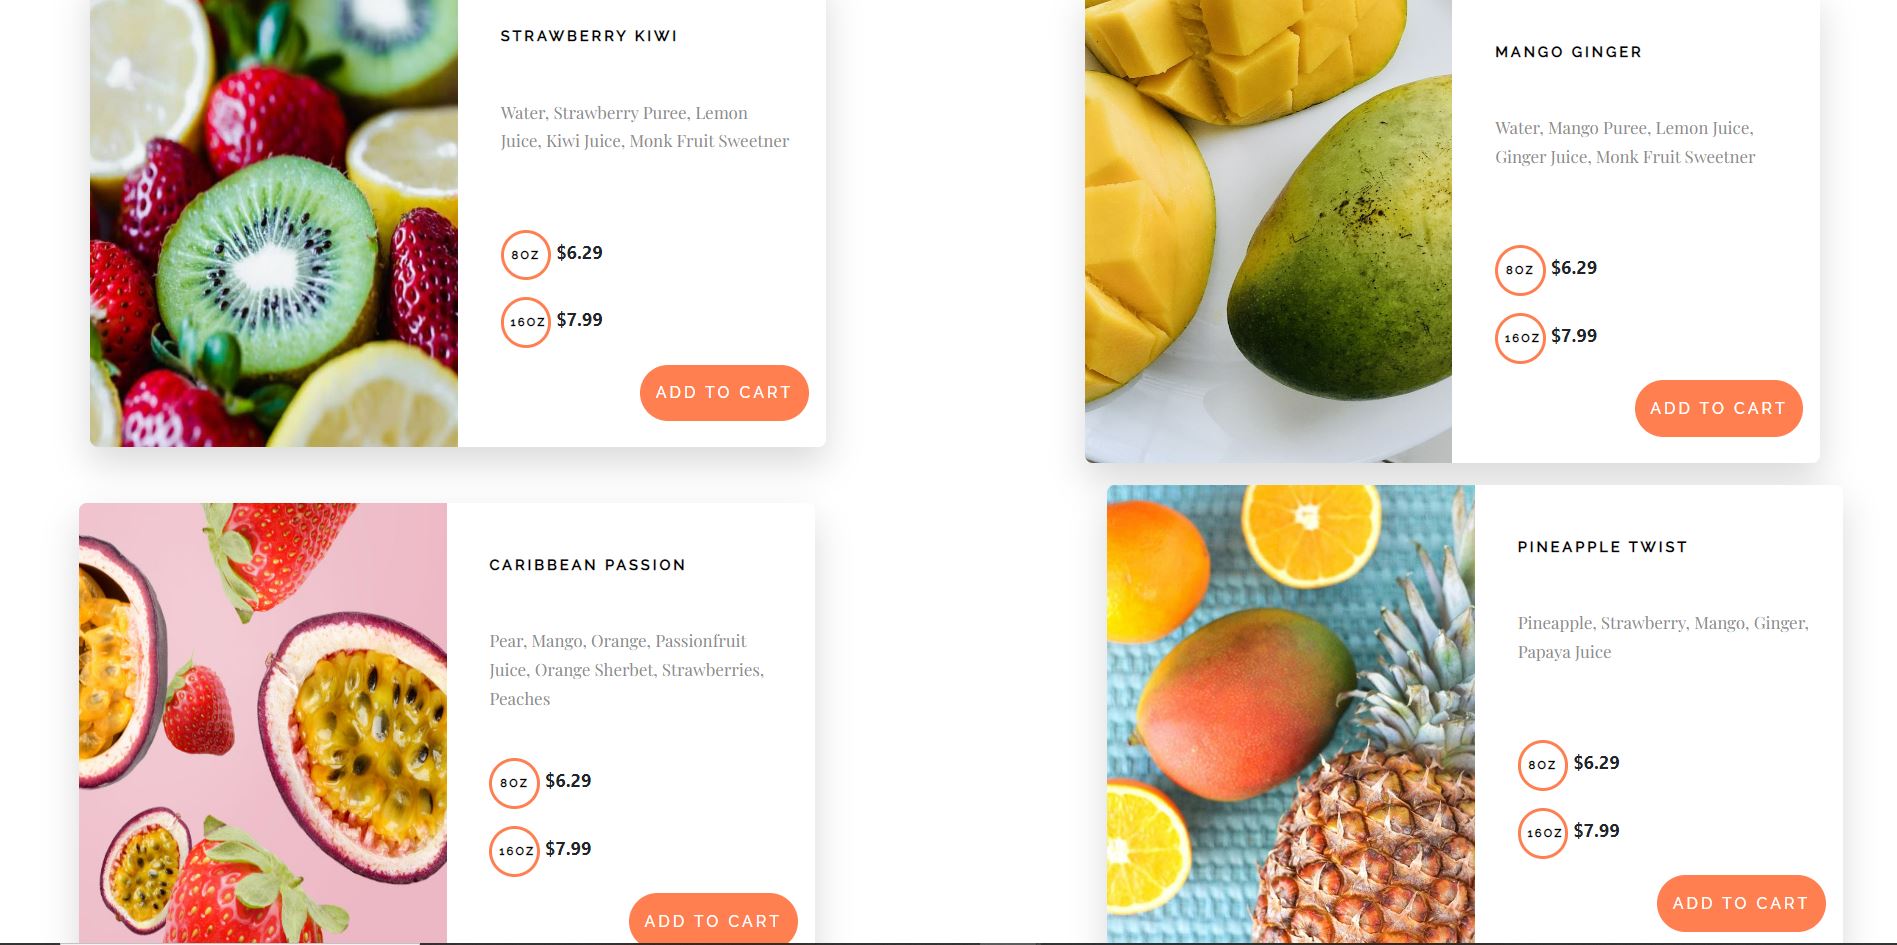 STRAWBERRY KIWI
Water, Strawberry Puree, Lemon
Juice, Kiwi Juice, Monk Fruit Sweetner
8OZ $6.29
16OZ $7.99
ADD TO CART
MANGO GINGER
Water, Mango Puree, Lemon Juice,
Ginger Juice, Monk Fruit Sweetner
8OZ $6.29
16OZ $7.99
ADD TO CART
CARIBBEAN PASSION
Pear, Mango, Orange, Passionfruit
Juice, Orange Sherbet, Strawberries,
Peaches
8OZ $6.29
16OZ $7.99
ADD TO CART
PINEAPPLE TWIST
Pineapple, Strawberry, Mango, Ginger,
Papaya Juice
8OZ $6.29
16OZ $7.99
ADD TO CART